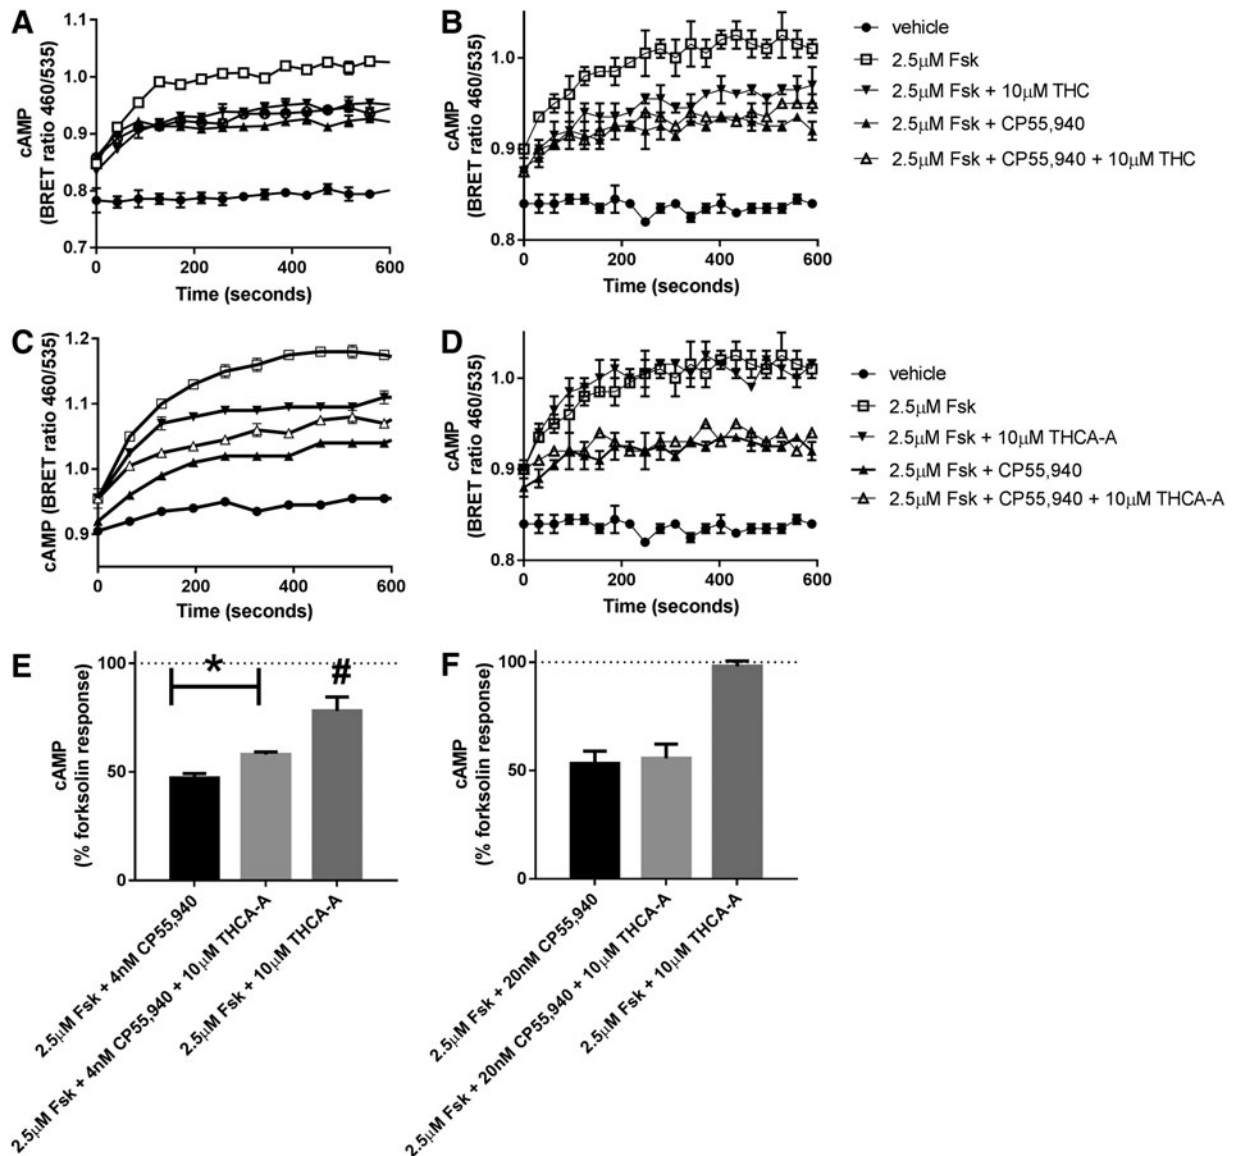 A
cAMP
(BRET ratio 460/535)
1.1
1.0
0.9
0.8
0.7
0
200
400
600
Time (seconds)
B
cAMP
(BRET ratio 460/535)
1.0
0.9
0.8
0
200
400
600
Time (seconds)
vehicle
2.5μM Fsk
2.5μM Fsk + 10μM THC
2.5μM Fsk + CP55,940
2.5μM Fsk + CP55,940 + 10μM THC
C
cAMP (BRET ratio 460/535)
1.2
1.1
1.0
0.9
0
200
400
600
Time (seconds)
D
cAMP
(BRET ratio 460/535)
1.0
0.9
0.8
0
200
400
600
Time (seconds)
vehicle
2.5μM Fsk
2.5μM Fsk + 10μM THCA-A
2.5μM Fsk + CP55,940
2.5μM Fsk + CP55,940 + 10μM THCA-A
E
cAMP
(% forksolin response)
100
50
0
*
#
2.5μM Fsk + 4nM CP55,940
2.5μM Fsk + 4nM CP55,940 + 10μM THCA-A
2.5μM Fsk + 10μM THCA-A
F
cAMP
(% forksolin response)
100
50
0
2.5μM Fsk + 20nM CP55,940
2.5μM Fsk + 20nM CP55,940 + 10μM THCA-A
2.5μM Fsk + 10μM THCA-A